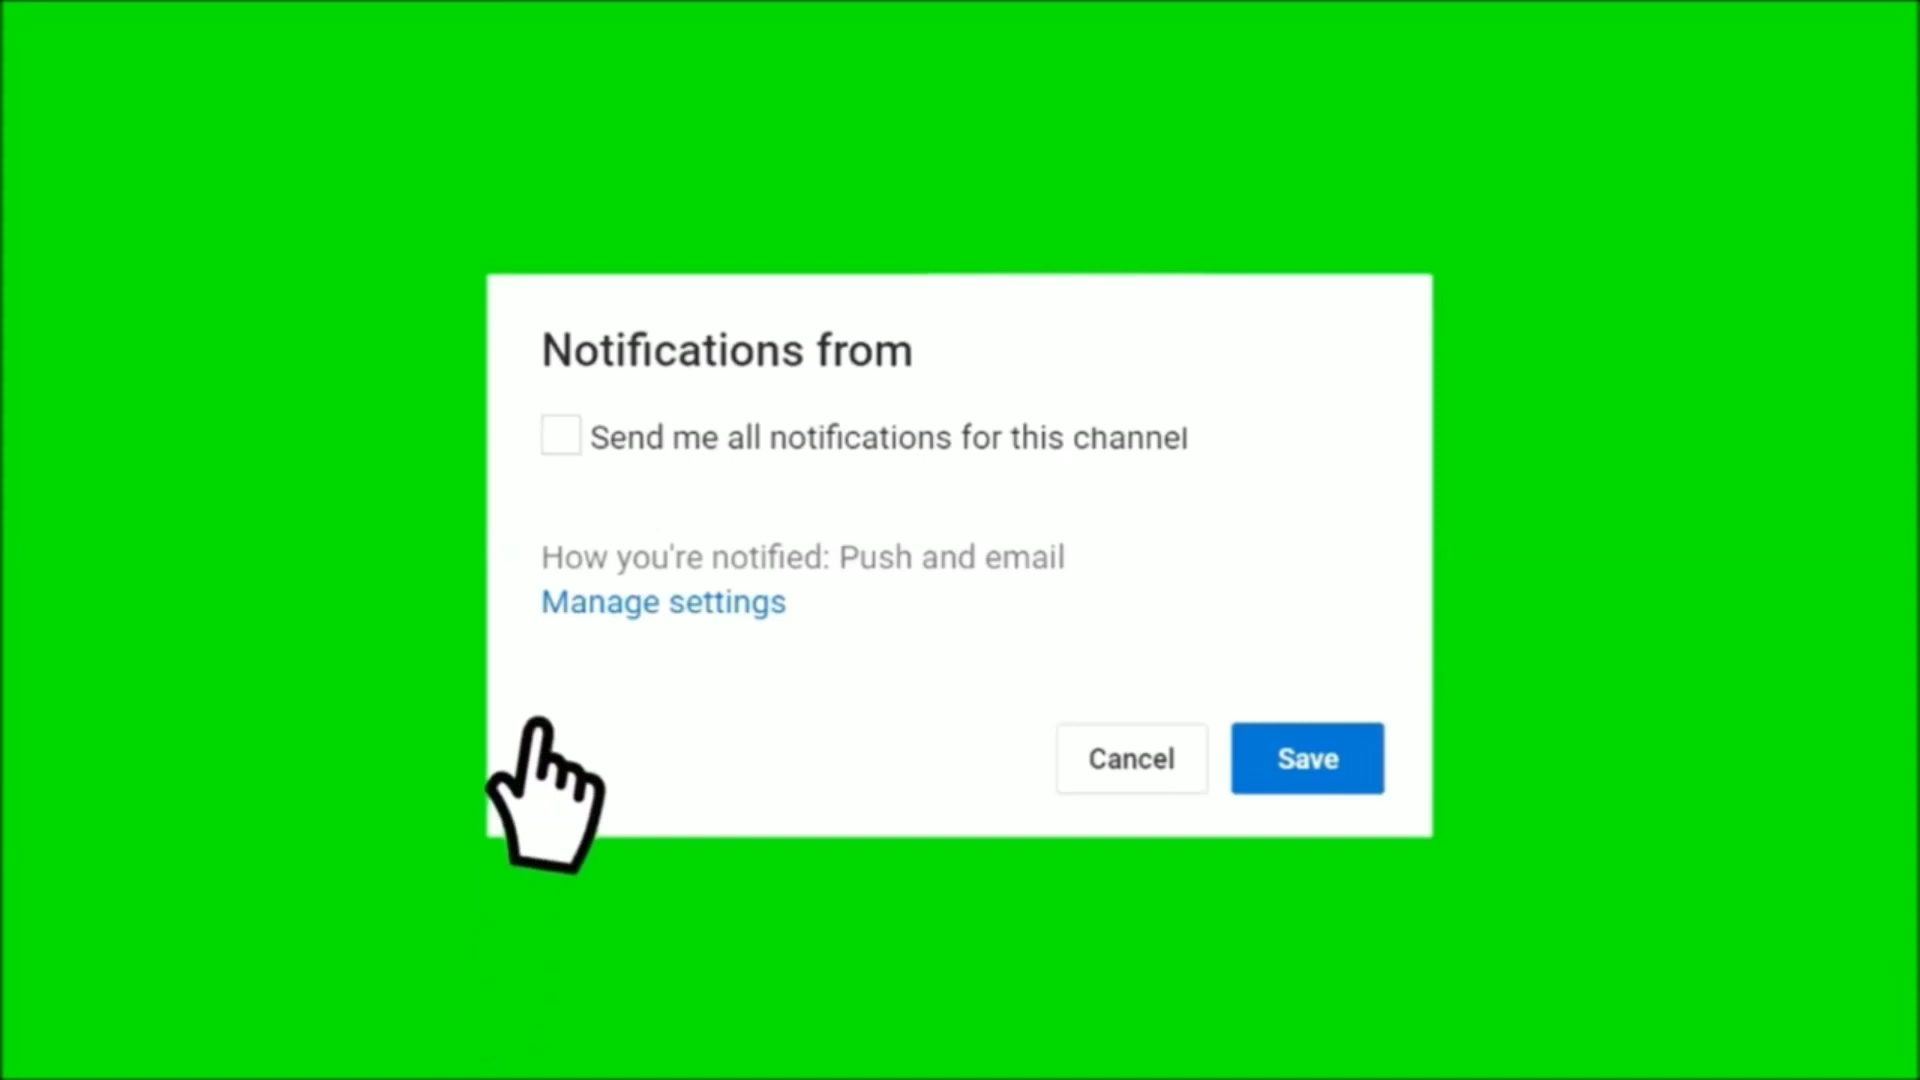 Notifications from
Send me all notifications for this channel
How you're notified: Push and email
Manage settings
Cancel Save